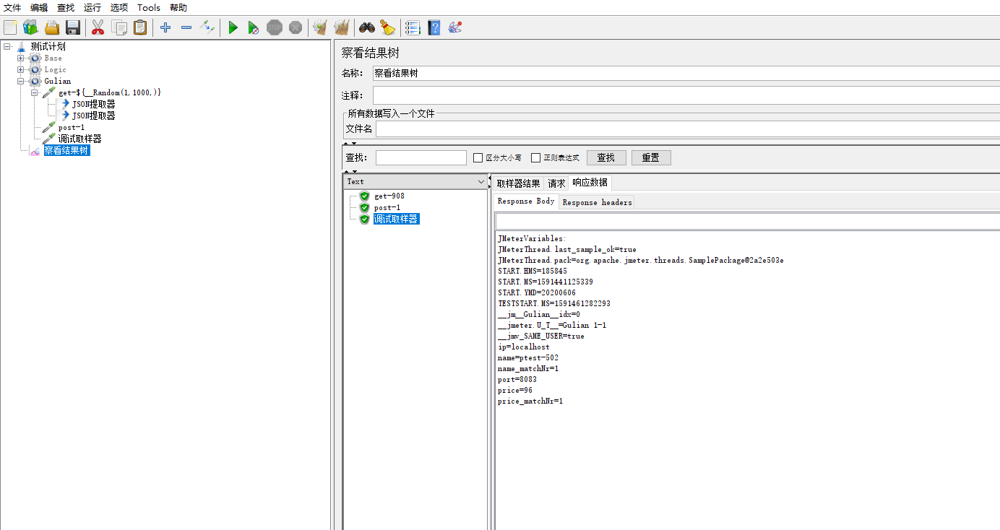 文件 编辑 查找 运行 选项 Tools 帮助
STOP
测试计划
Base
Logic
Gulian
get-${__Random(1,1000,)}
JSON提取器
JSON提取器
post-1
调试取样器
察看结果树
察看结果树
名称： 察看结果树
注释：
所有数据写入一个文件
文件名
查找： 区分大小写 正则表达式 查找 重置
Text
get-908
post-1
调试取样器
取样器结果 请求 响应数据
Response Body Response headers
JMeterVariables:
JMeterThread.last_sample_ok=true
JMeterThread.pack=org.apache.jmeter.threads.SamplePackage@2a2e503e
START.HMS=185845
START.MS=1591441125339
START.YMD=20200606
TESTSTART.MS=1591461282293
__jm__Gulian__idx=0
__jmeter.U_T__=Gulian 1-1
__jmv_SAME_USER=true
ip=localhost
name=ptest-502
name_matchNr=1
port=8083
price=96
price_matchNr=1